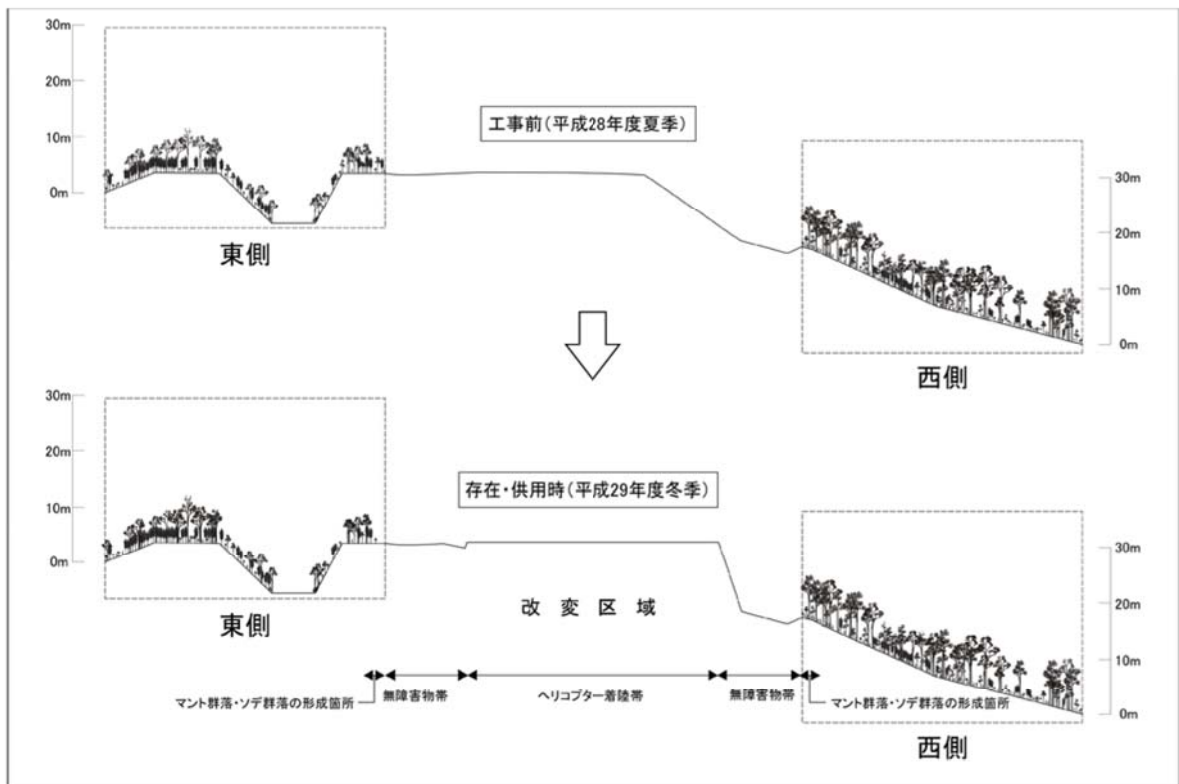 30m
20m
10m
0m
工事前(平成28年度夏季)
東側
30m
20m
10m
0m
西側
30m
20m
10m
0m
存在・供用時(平成29年度冬季)
東側
改変区域
30m
20m
10m
0m
マント群落・ソデ群落の形成箇所
無障害物帯
ヘリコプター着陸帯
無障害物帯
マント群落・ソデ群落の形成箇所
西側